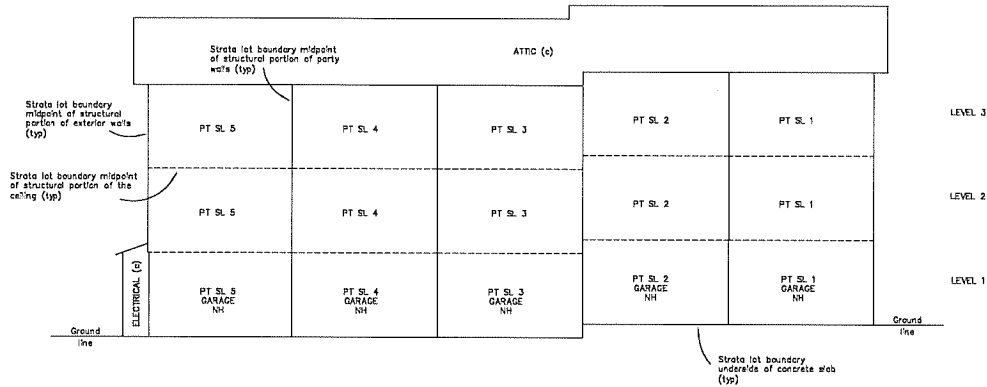 ATTIC (c)
Strata lot boundary midpoint
of structural portion of party
walls (typ)
Strata lot boundary
midpoint of structural
portion of exterior walls
(typ)
PT SL 5
PT SL 4
PT SL 3
PT SL 2
PT SL 1
LEVEL 3
Strata lot boundary midpoint
of structural portion of the
ceiling (typ)
PT SL 5
PT SL 4
PT SL 3
PT SL 2
PT SL 1
LEVEL 2
ELECTRICAL (c)
PT SL 5
GARAGE
NH
PT SL 4
GARAGE
NH
PT SL 3
GARAGE
NH
PT SL 2
GARAGE
NH
PT SL 1
GARAGE
NH
LEVEL 1
Ground
line
Ground
line
Strata lot boundary
underside of concrete slab
(typ)